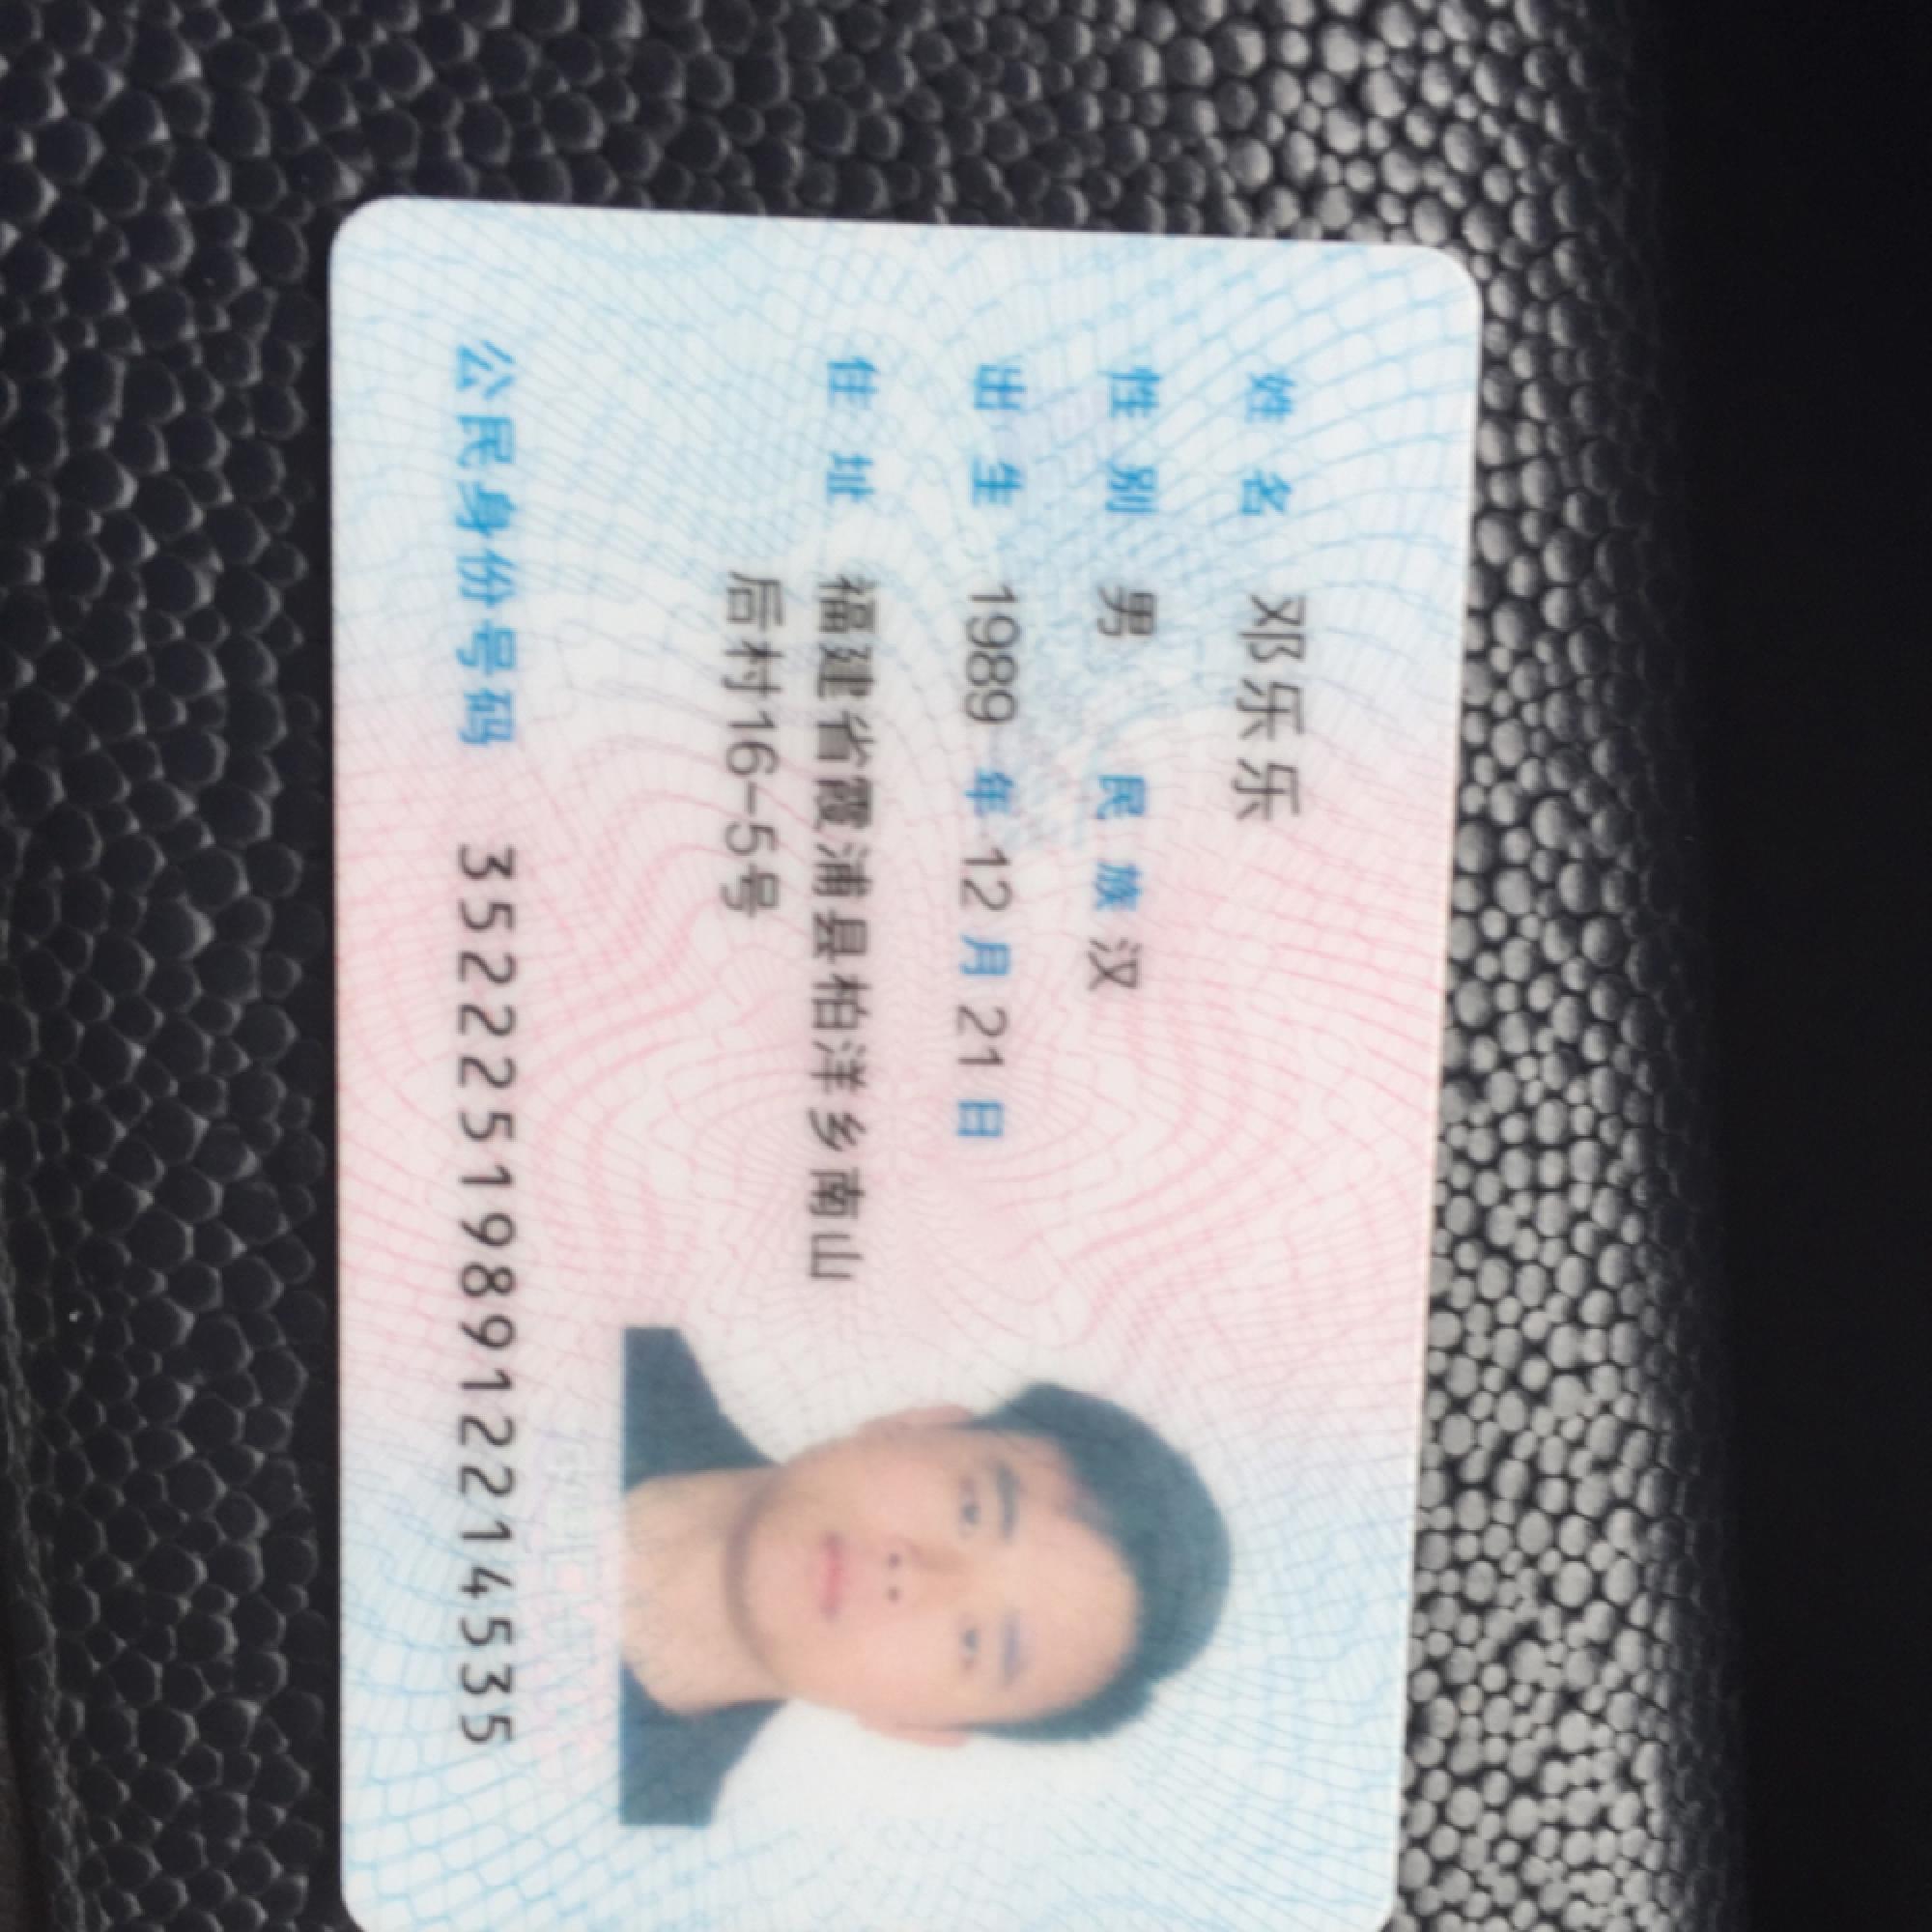 姓名 邓乐乐
性别 男 民族 汉
出生 1989 年 12 月 21 日
住址 福建省霞浦县柏洋乡南山
后村16-5号
公民身份号码 352225198912214535